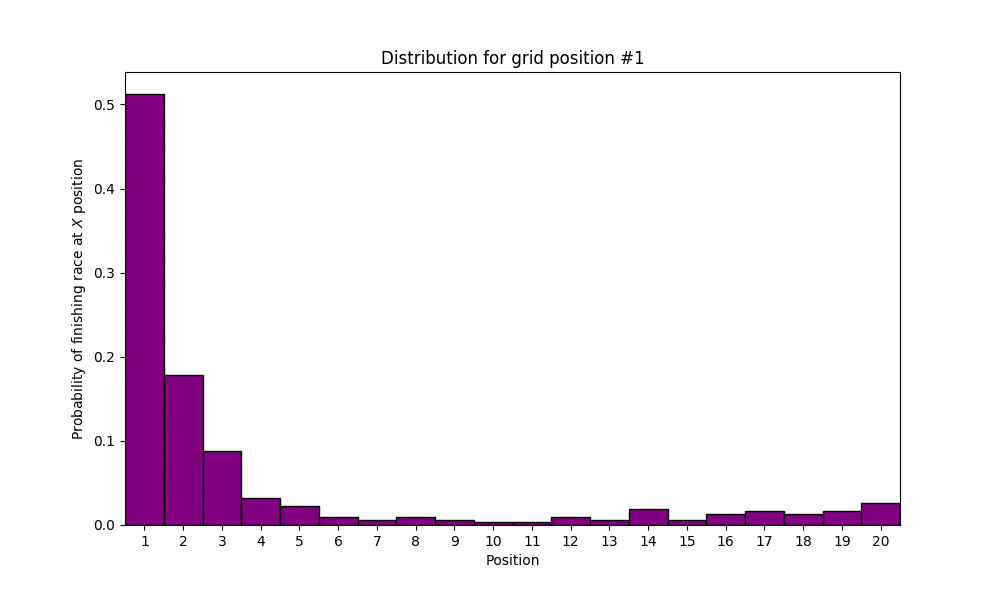 Distribution for grid position #1
Probability of finishing race at X position
0.5
0.4
0.3
0.2
0.1
0.0
1 2 3 4 5 6 7 8 9 10 11 12 13 14 15 16 17 18 19 20
Position